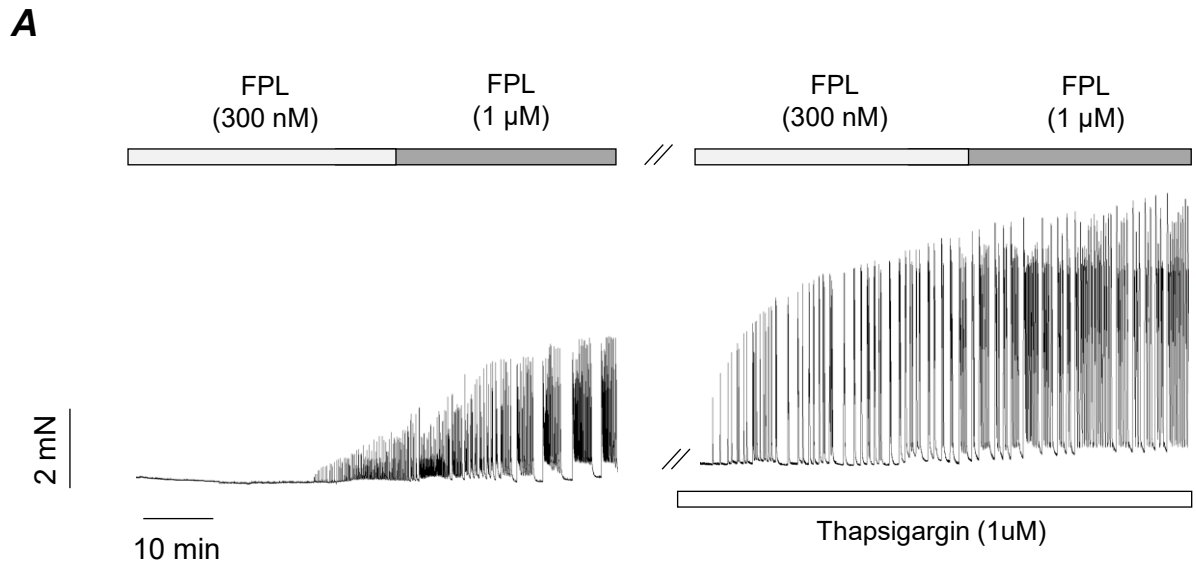 A
FPL
(300 nM)
FPL
(1 µM)
FPL
(300 nM)
FPL
(1 µM)
2 mN
10 min
Thapsigargin (1uM)